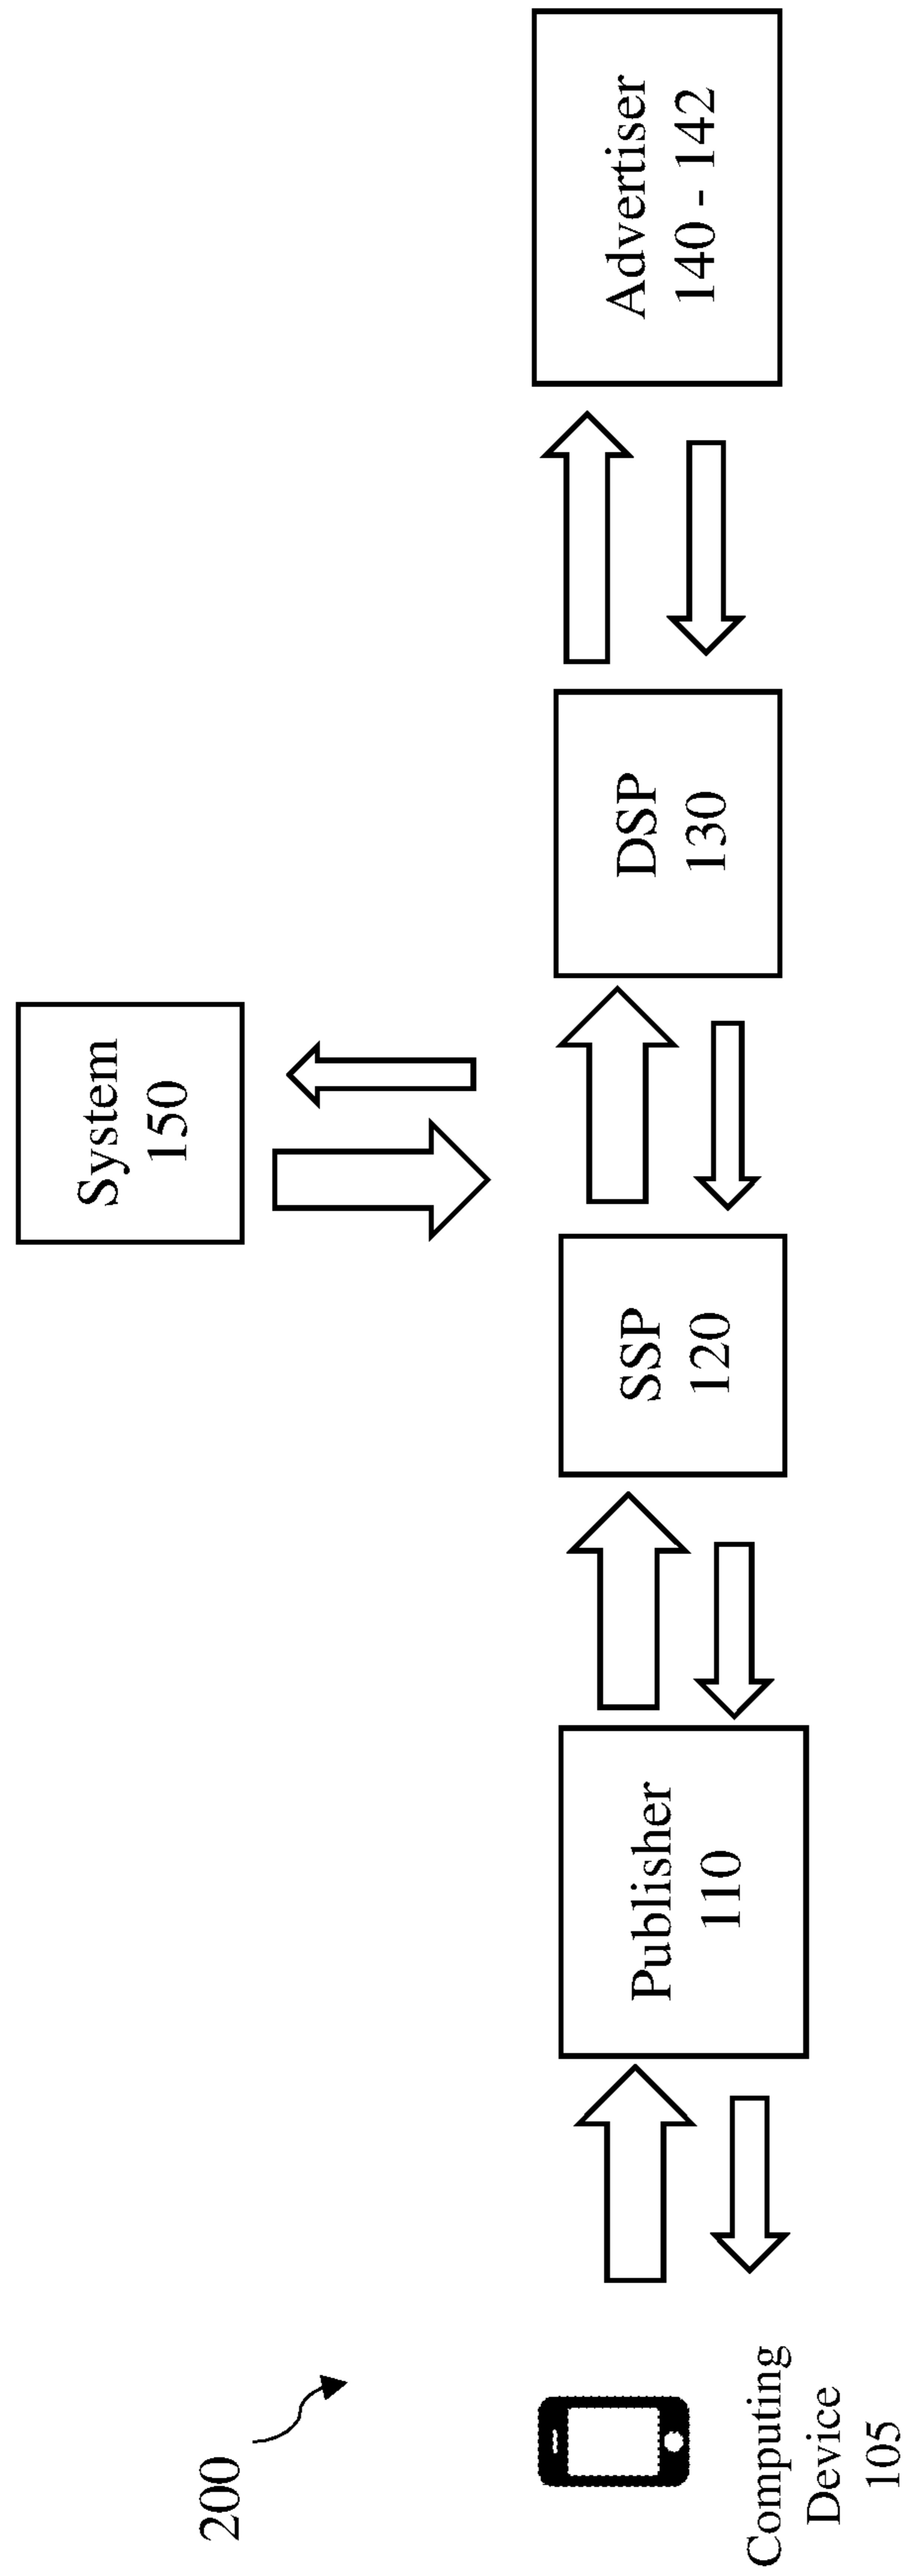 200
System
150
Computing
Device
105
Publisher
110
SSP
120
DSP
130
Advertiser
140 - 142